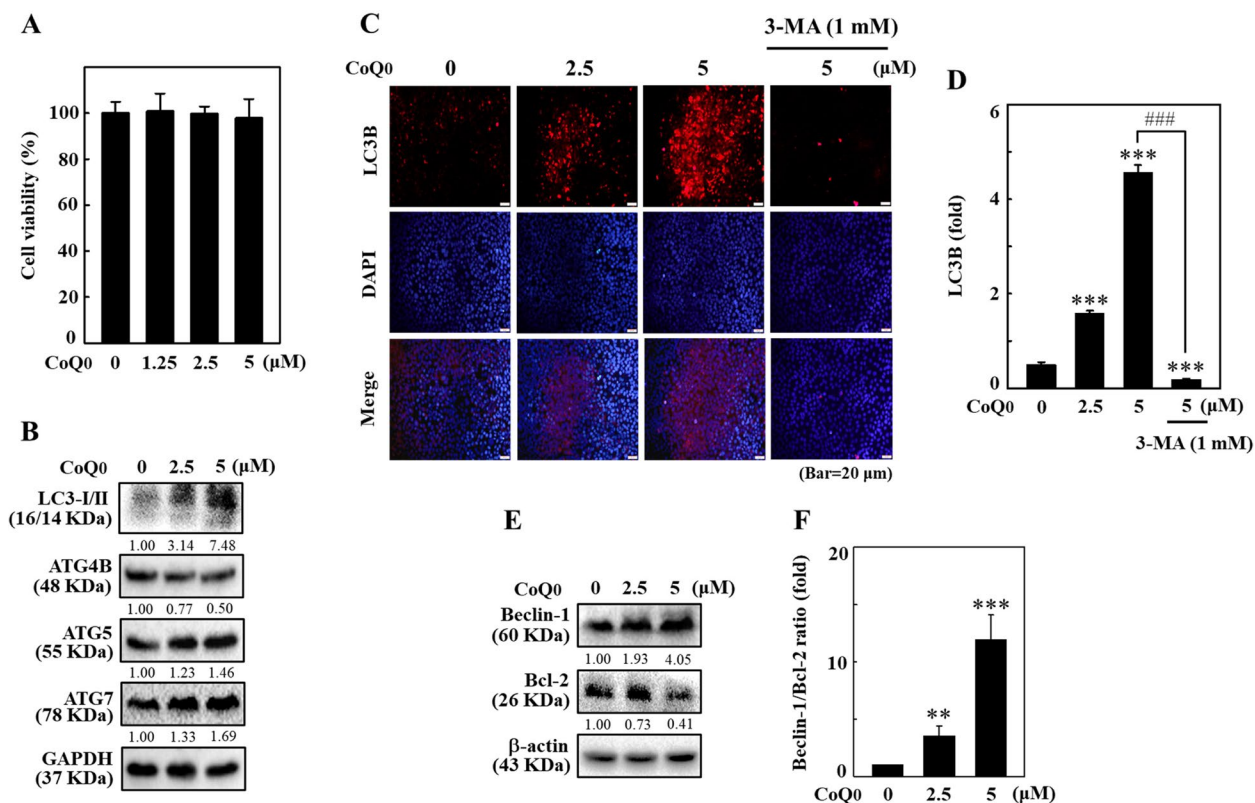 A
Cell viability (%)
100
80
60
40
20
0
CoQ0 0 1.25 2.5 5 (μM)
B
CoQ0 0 2.5 5 (μM)
LC3-I/II
(16/14 KDa)
1.00 3.14 7.48
ATG4B
(48 KDa)
1.00 0.77 0.50
ATG5
(55 KDa)
1.00 1.23 1.46
ATG7
(78 KDa)
1.00 1.33 1.69
GAPDH
(37 KDa)
C
3-MA (1 mM)
CoQ0 0 2.5 5 5 (μM)
LC3B
DAPI
Merge
(Bar=20 μm)
D
LC3B (fold)
6
4
2
0
***
***
###
***
CoQ0 0 2.5 5 5 (μM)
3-MA (1 mM)
E
CoQ0 0 2.5 5 (μM)
Beclin-1
(60 KDa)
1.00 1.93 4.05
Bcl-2
(26 KDa)
1.00 0.73 0.41
β-actin
(43 KDa)
F
Beclin-1/Bcl-2 ratio (fold)
20
10
0
**
***
CoQ0 0 2.5 5 (μM)